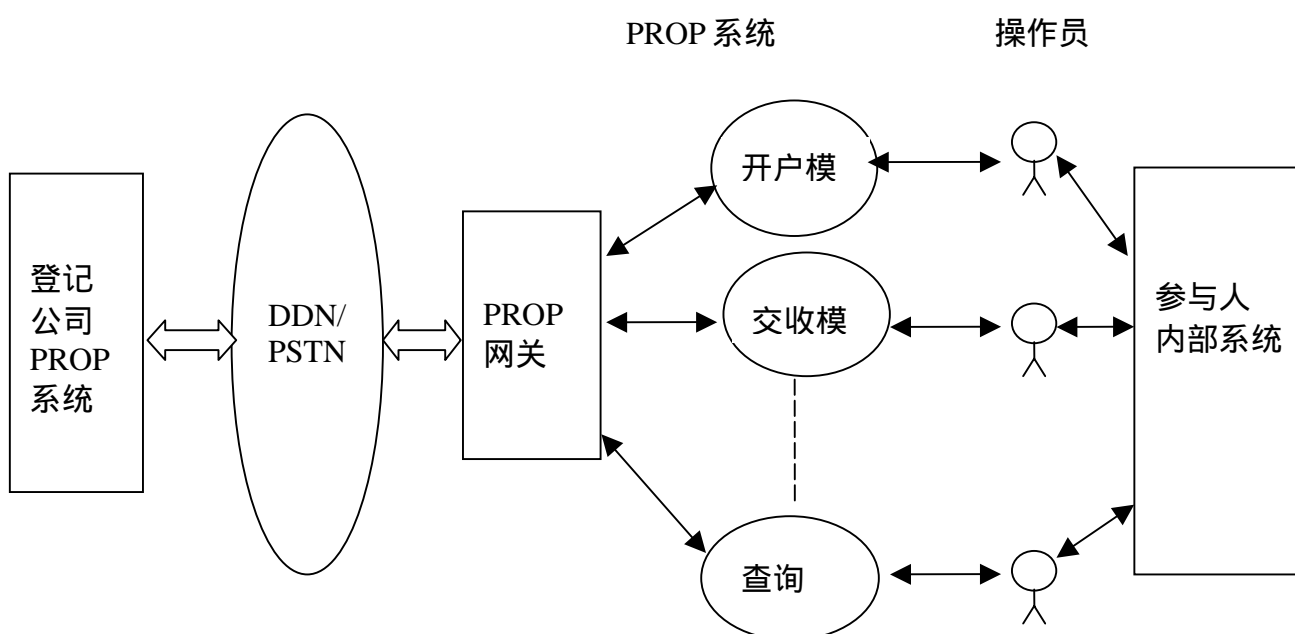 PROP 系统
操作员
开户模
登记
公司
PROP
系统
DDN/
PSTN
PROP
网关
交收模
参与人
内部系统
查询